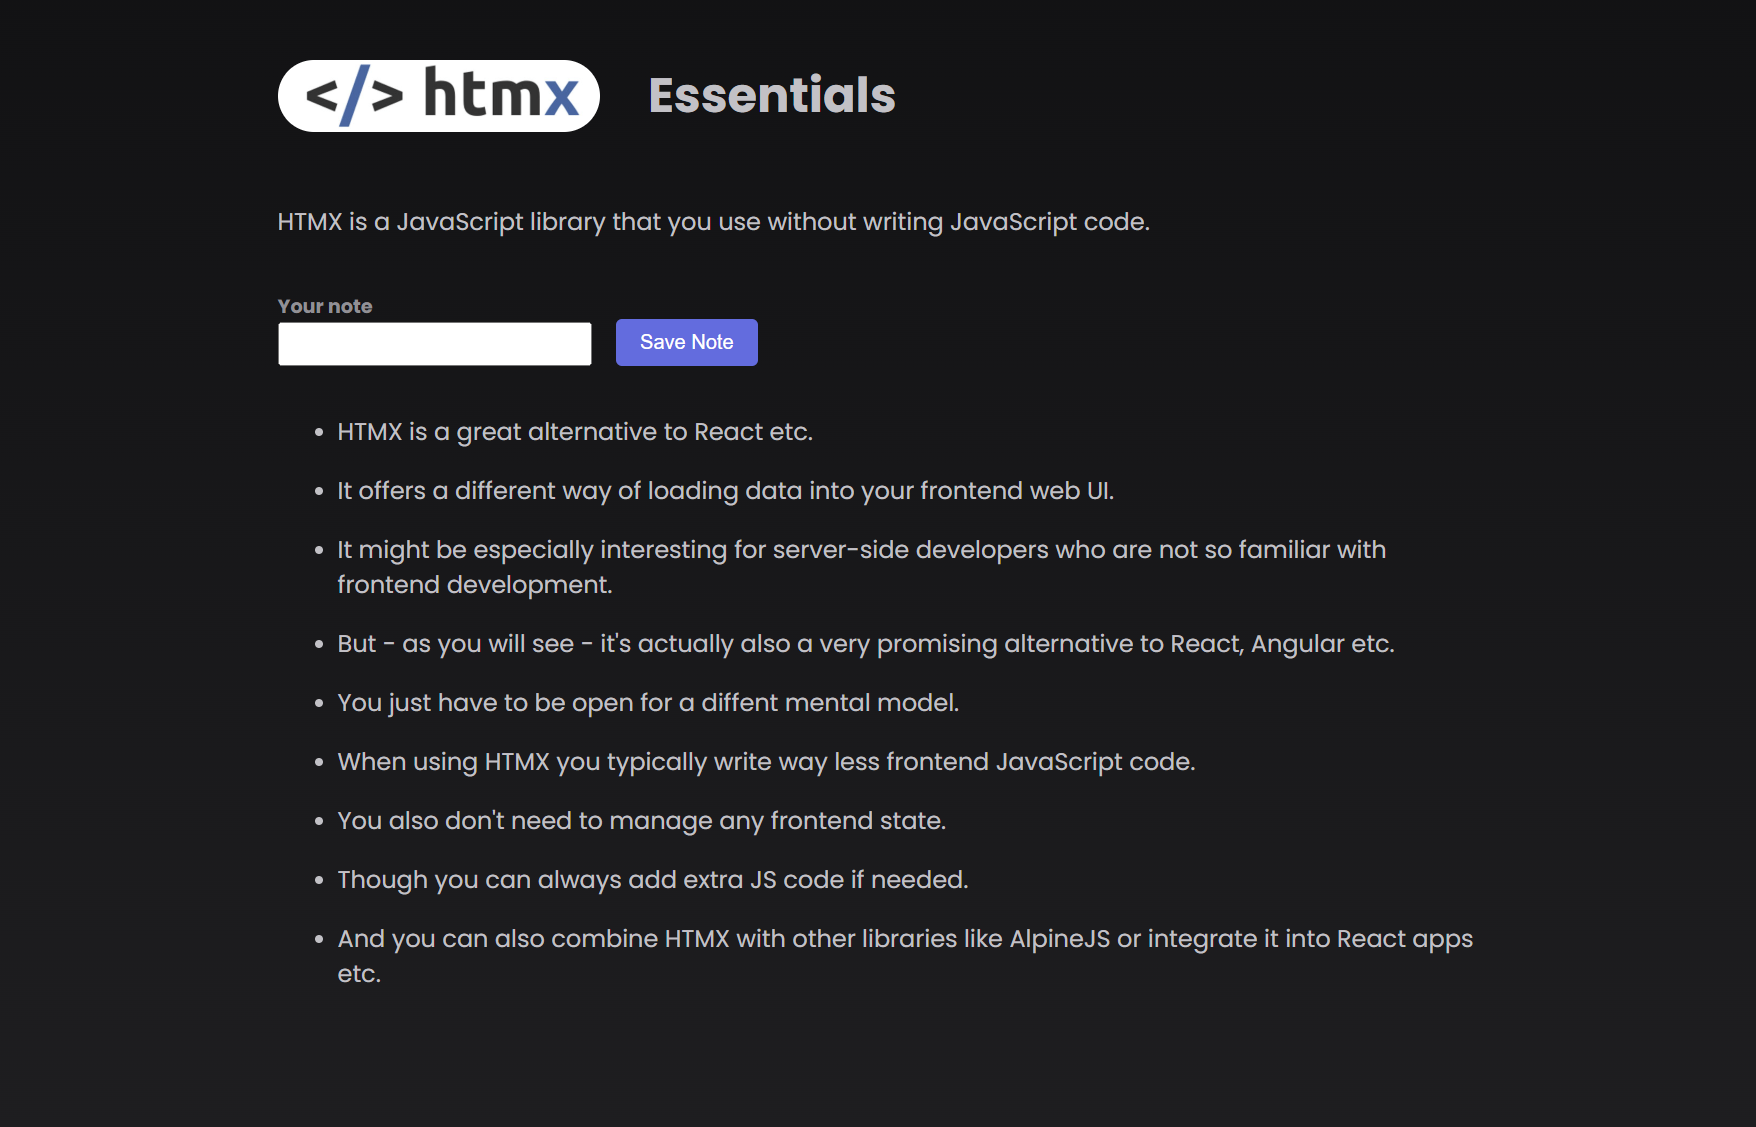 </> htmx Essentials
HTMX is a JavaScript library that you use without writing JavaScript code.
Your note
Save Note
• HTMX is a great alternative to React etc.
• It offers a different way of loading data into your frontend web UI.
• It might be especially interesting for server-side developers who are not so familiar with
frontend development.
• But - as you will see - it's actually also a very promising alternative to React, Angular etc.
• You just have to be open for a diffent mental model.
• When using HTMX you typically write way less frontend JavaScript code.
• You also don't need to manage any frontend state.
• Though you can always add extra JS code if needed.
• And you can also combine HTMX with other libraries like AlpineJS or integrate it into React apps
etc.